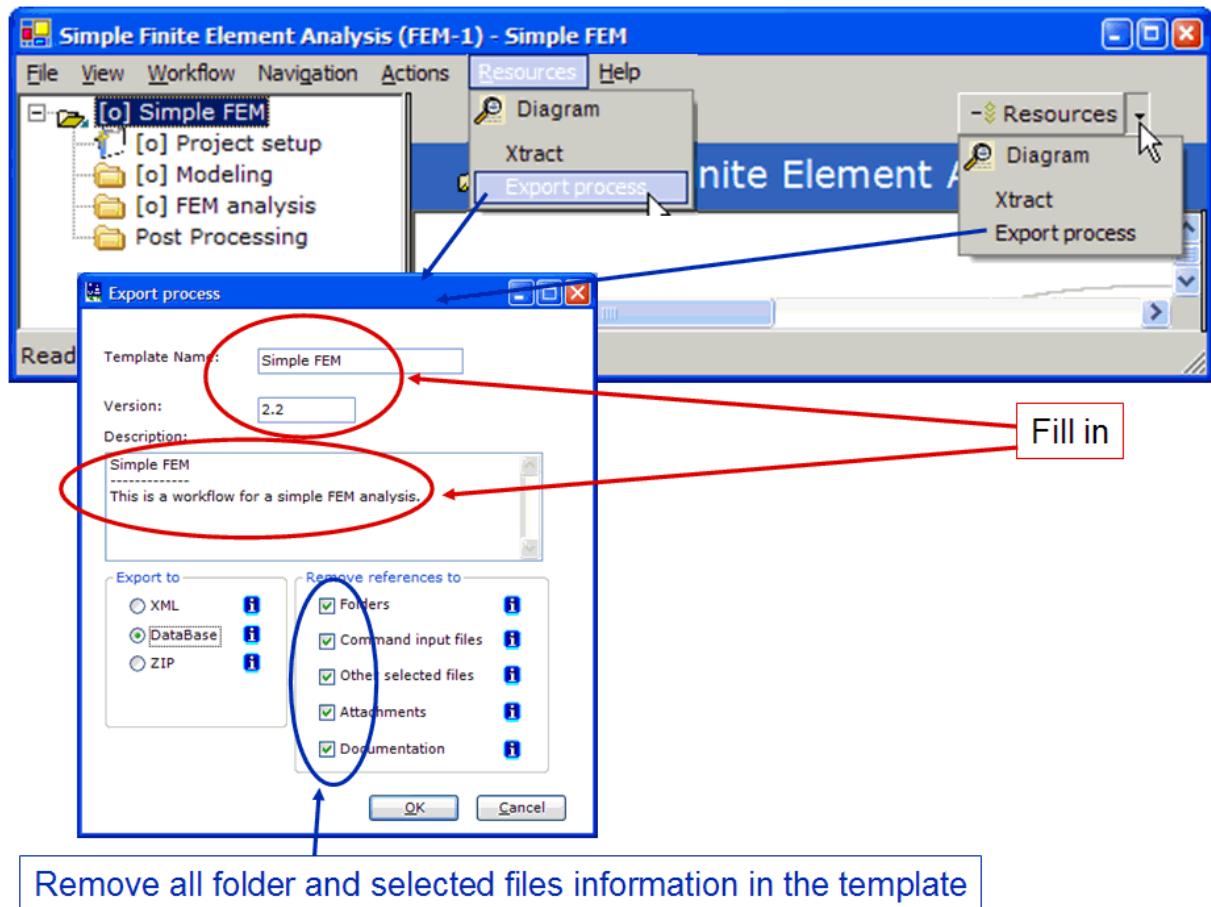 Simple Finite Element Analysis (FEM-1) - Simple FEM
File View Workflow Navigation Actions Resources Help
[o] Simple FEM
[o] Project setup
[o] Modeling
[o] FEM analysis
Post Processing
Diagram
Xtract
Export process
Resources
Diagram
Xtract
Export process
nite Element A
Read
Export process
Template Name:
Simple FEM
Version:
2.2
Description:
Simple FEM
-------------
This is a workflow for a simple FEM analysis.
Export to
XML
DataBase
ZIP
Remove references to
Folders
Command input files
Other selected files
Attachments
Documentation
OK
Cancel
Fill in
Remove all folder and selected files information in the template